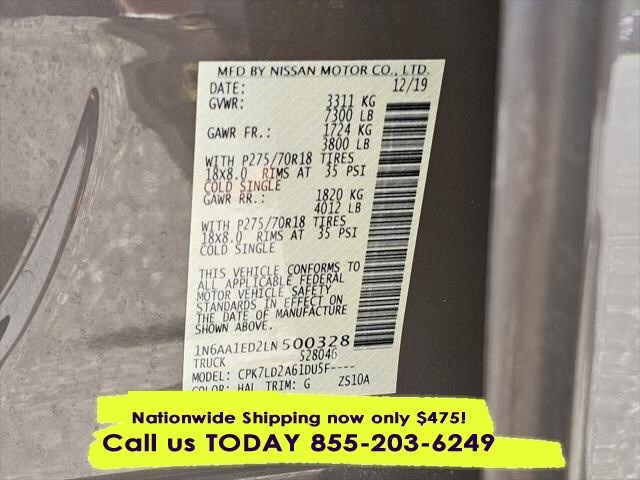 MFD BY NISSAN MOTOR CO., LTD.
DATE: 12/19
GVWR: 3311 KG
7300 LB
GAWR FR.: 1724 KG
3800 LB
WITH P275/70R18 TIRES
18x8.0 RIMS AT 35 PSI
COLD SINGLE
GAWR RR.: 1820 KG
4012 LB
WITH P275/70R18 TIRES
18x8.0 RIMS AT 35 PSI
COLD SINGLE
THIS VEHICLE CONFORMS TO
ALL APPLICABLE FEDERAL
MOTOR VEHICLE SAFETY
STANDARDS IN EFFECT ON
THE DATE OF MANUFACTURE
SHOWN ABOVE.
1N6AA1ED2LN500328
TRUCK 528046
MODEL: CPK7LD2A61DU5F----
COLOR: HAL TRIM: G ZS10A
Nationwide Shipping now only $475!
Call us TODAY 855-203-6249